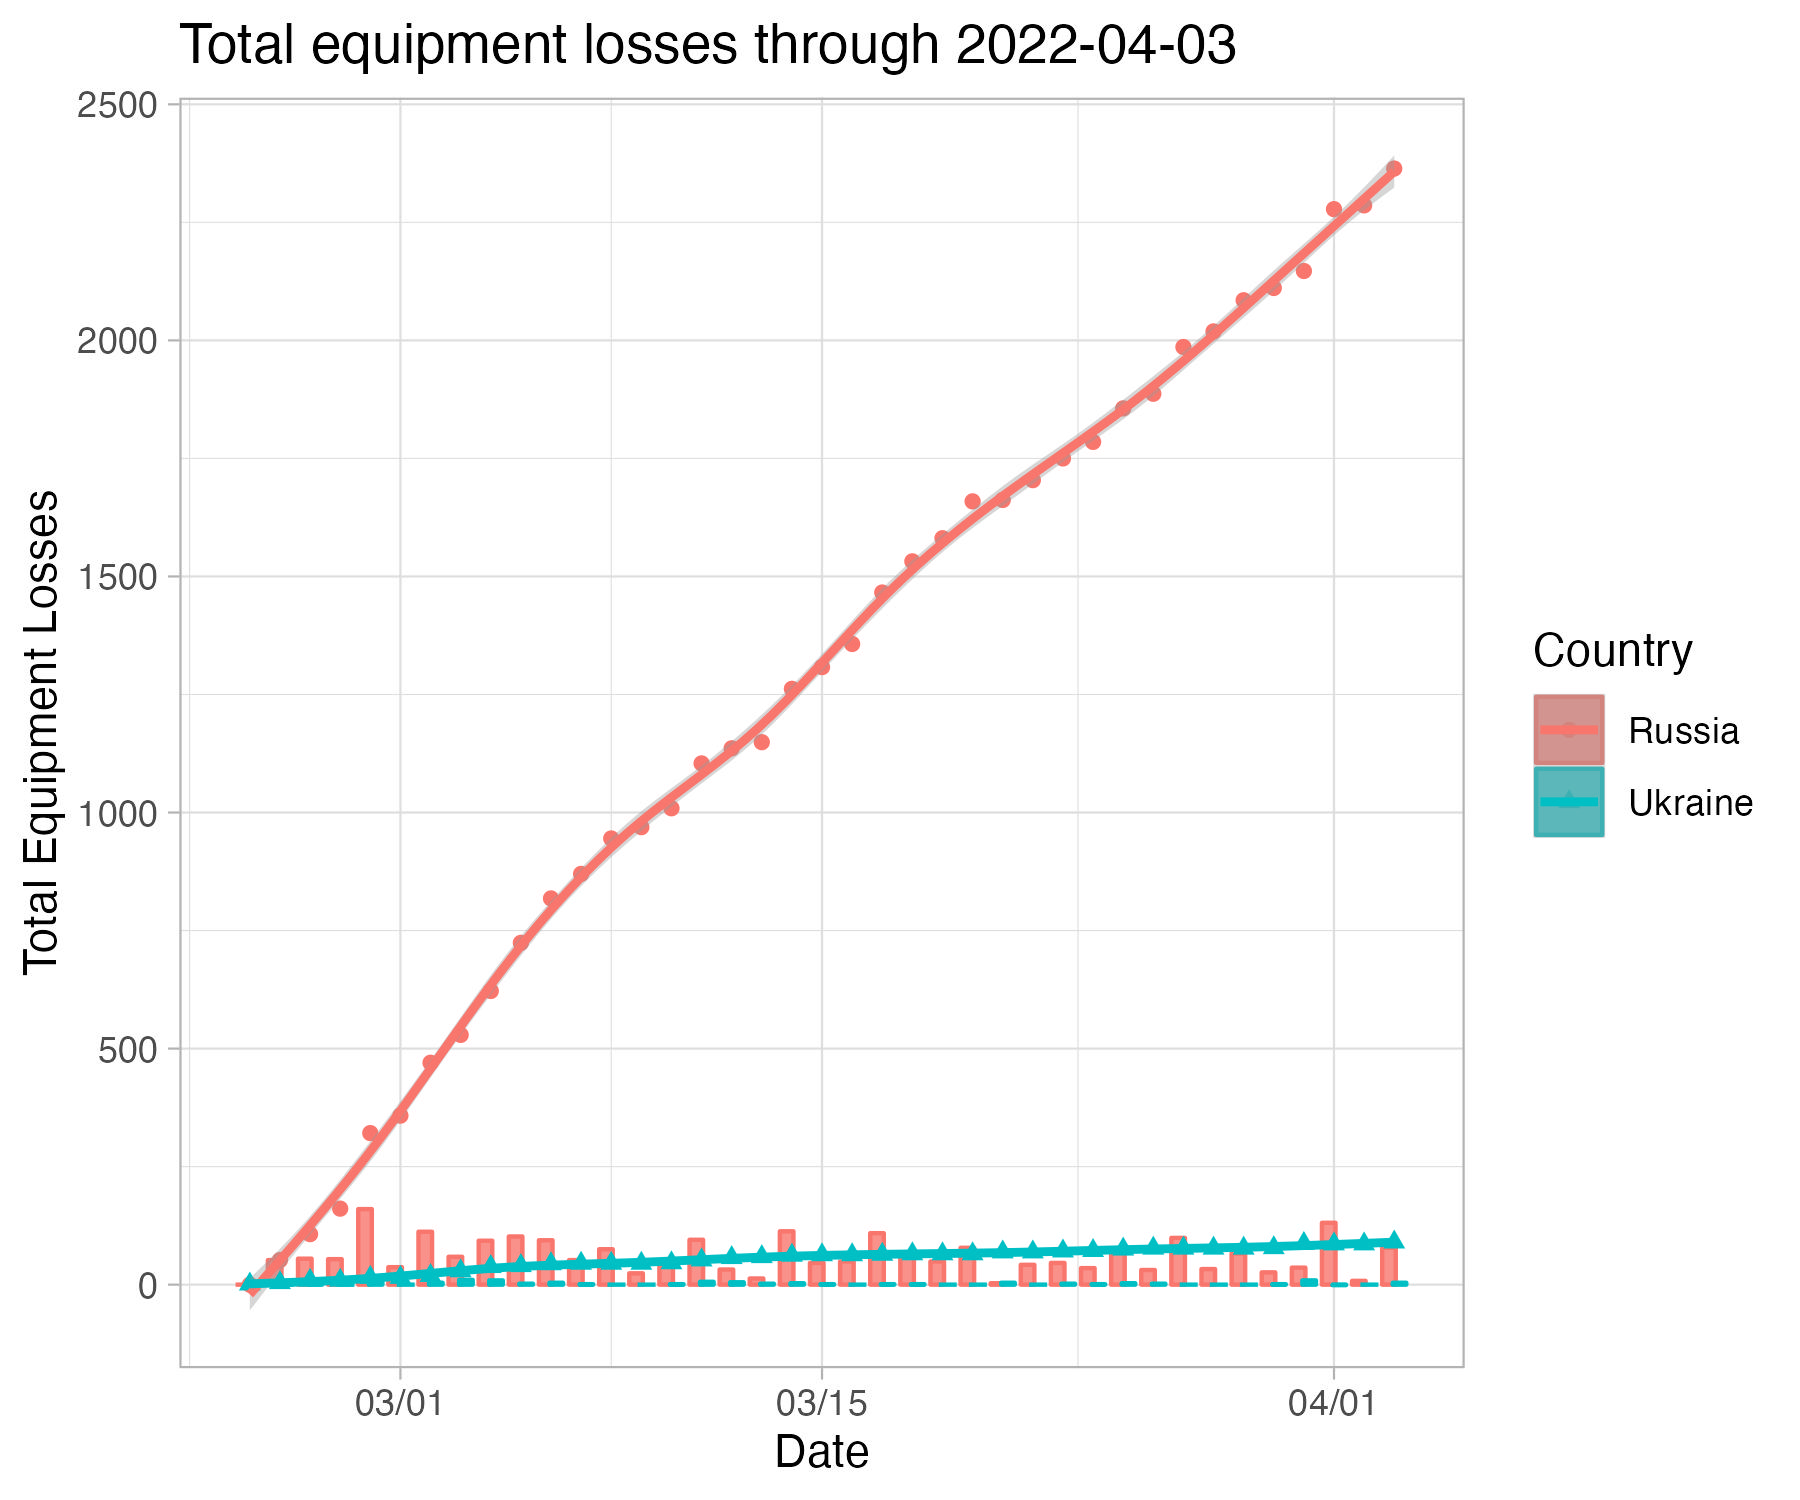 Total equipment losses through 2022-04-03
Total Equipment Losses
2500
2000
1500
1000
500
0
03/01
03/15
04/01
Date
Country
Russia
Ukraine